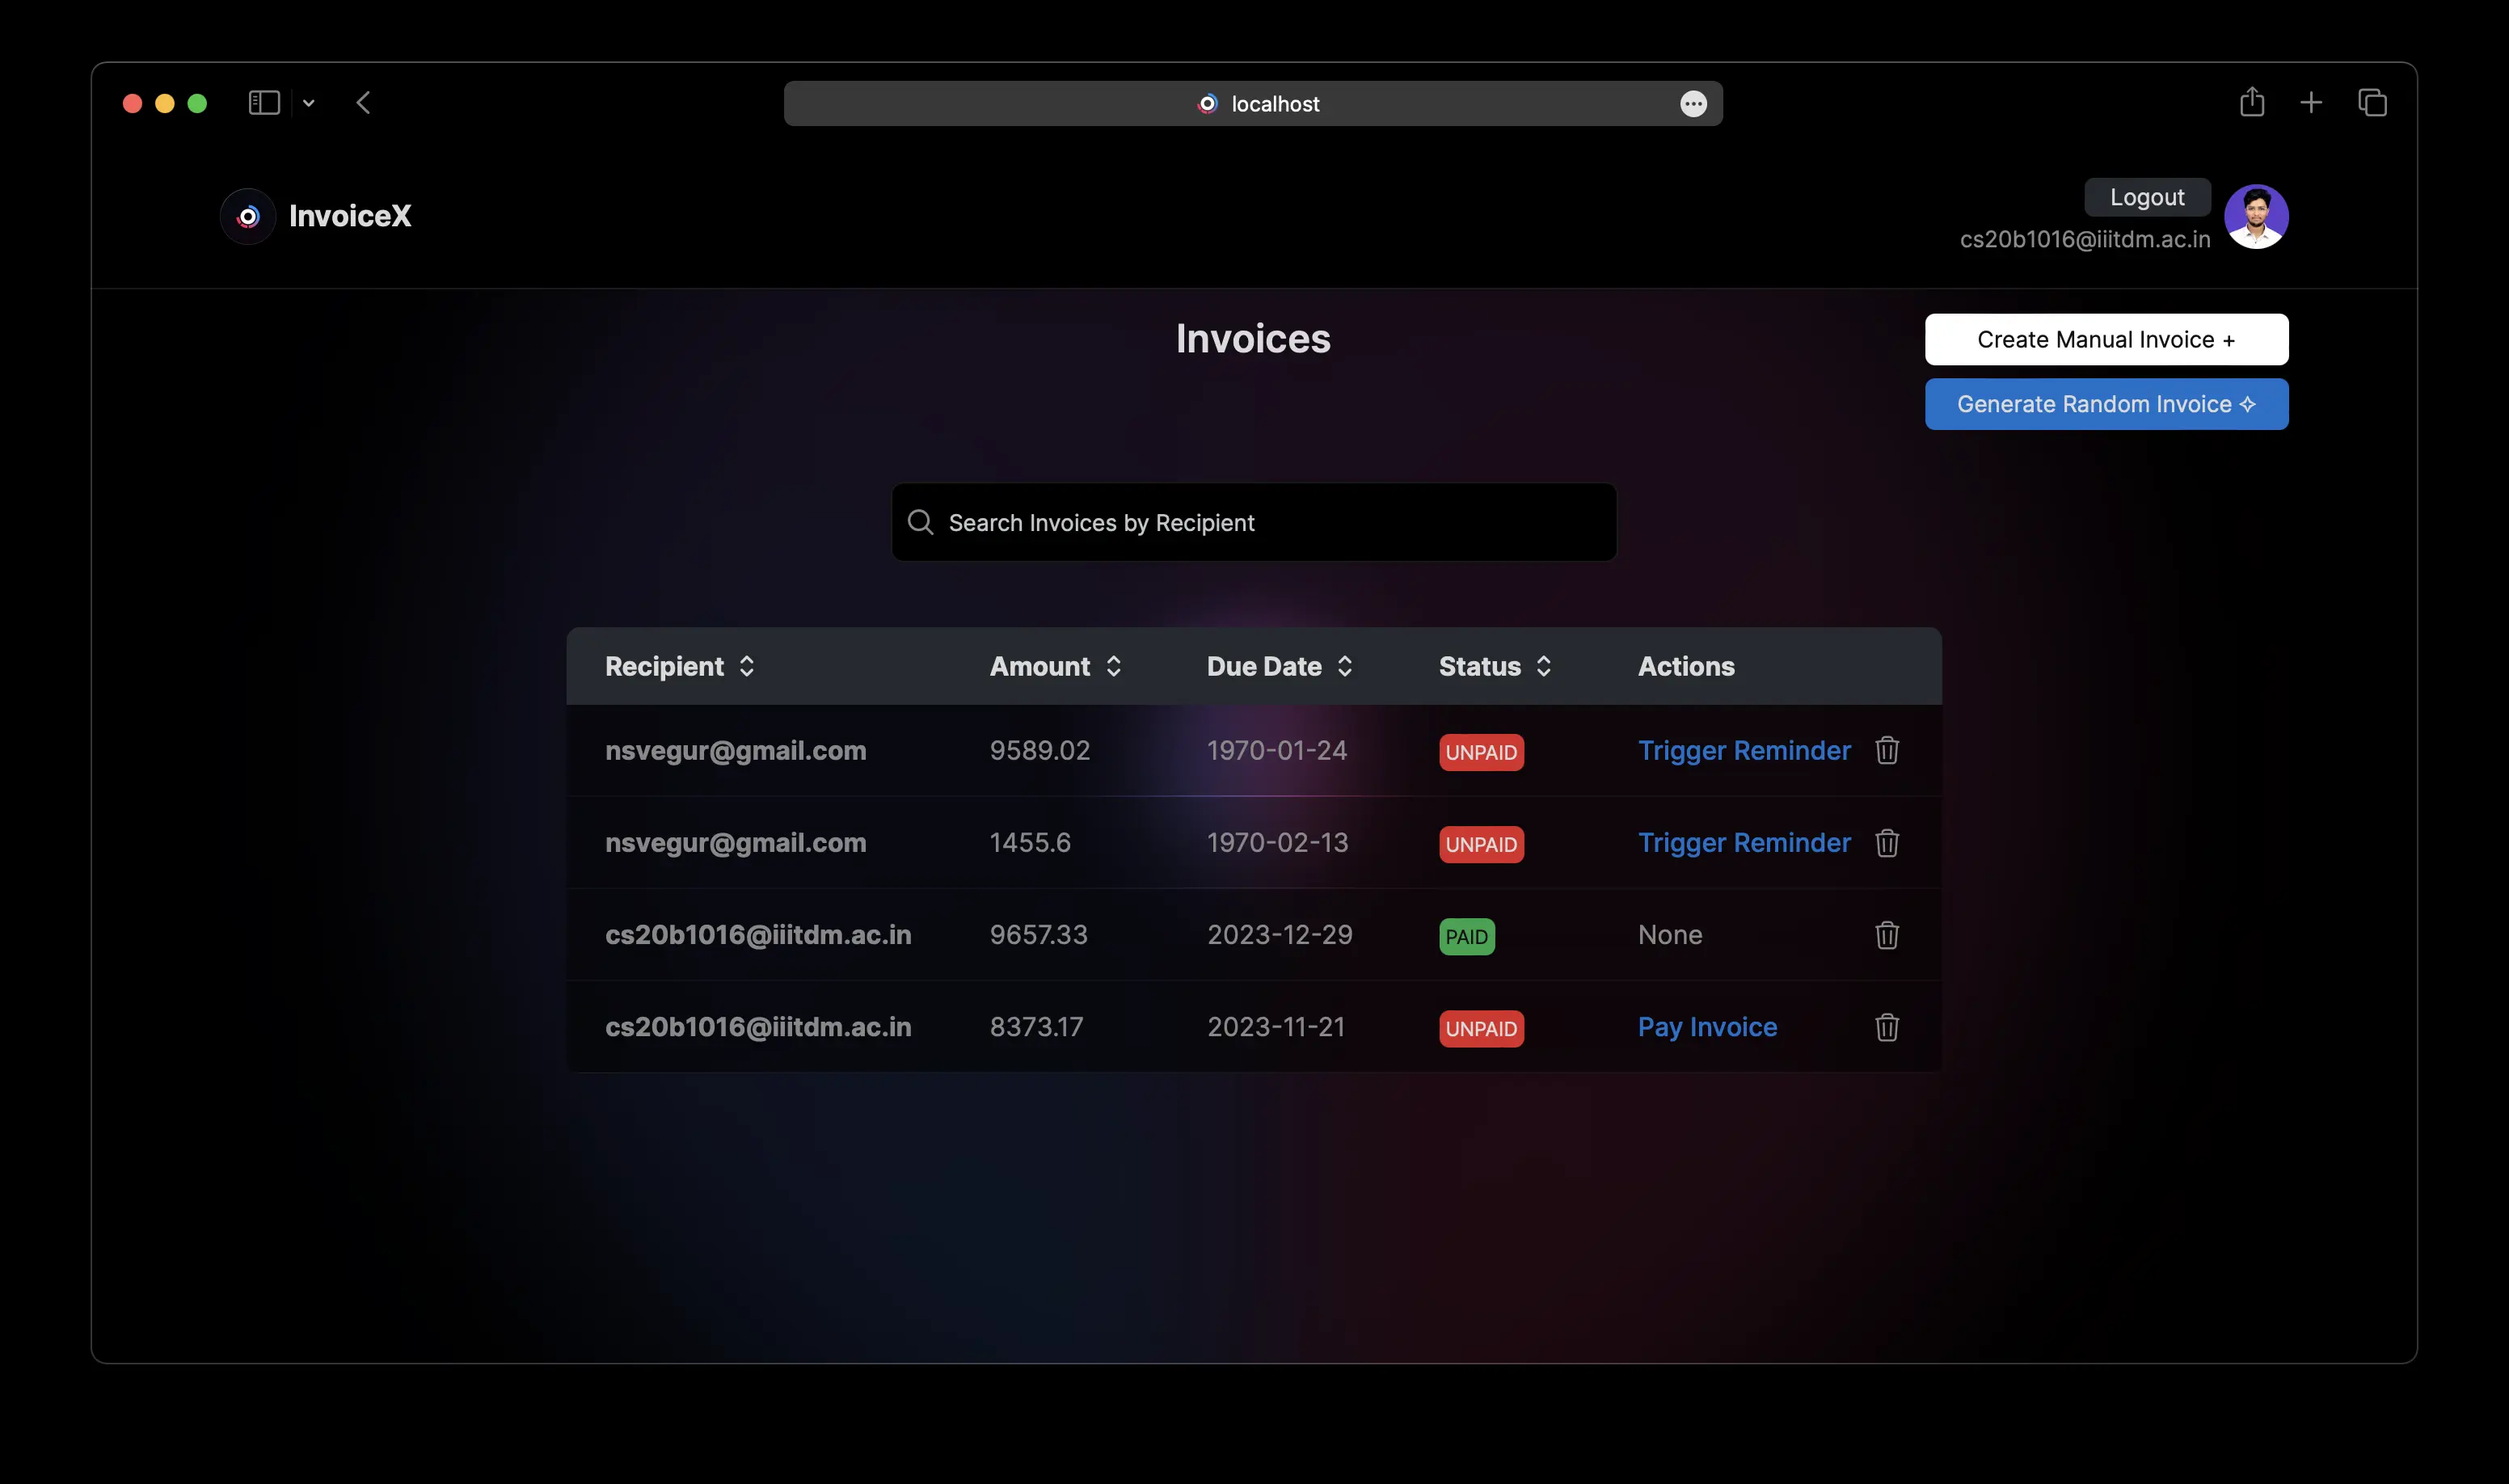 localhost
InvoiceX
Logout
cs20b1016@iiitdm.ac.in
Invoices
Create Manual Invoice +
Generate Random Invoice ✧
Search Invoices by Recipient
Recipient Amount Due Date Status Actions
nsvegur@gmail.com 9589.02 1970-01-24 UNPAID Trigger Reminder
nsvegur@gmail.com 1455.6 1970-02-13 UNPAID Trigger Reminder
cs20b1016@iiitdm.ac.in 9657.33 2023-12-29 PAID None
cs20b1016@iiitdm.ac.in 8373.17 2023-11-21 UNPAID Pay Invoice